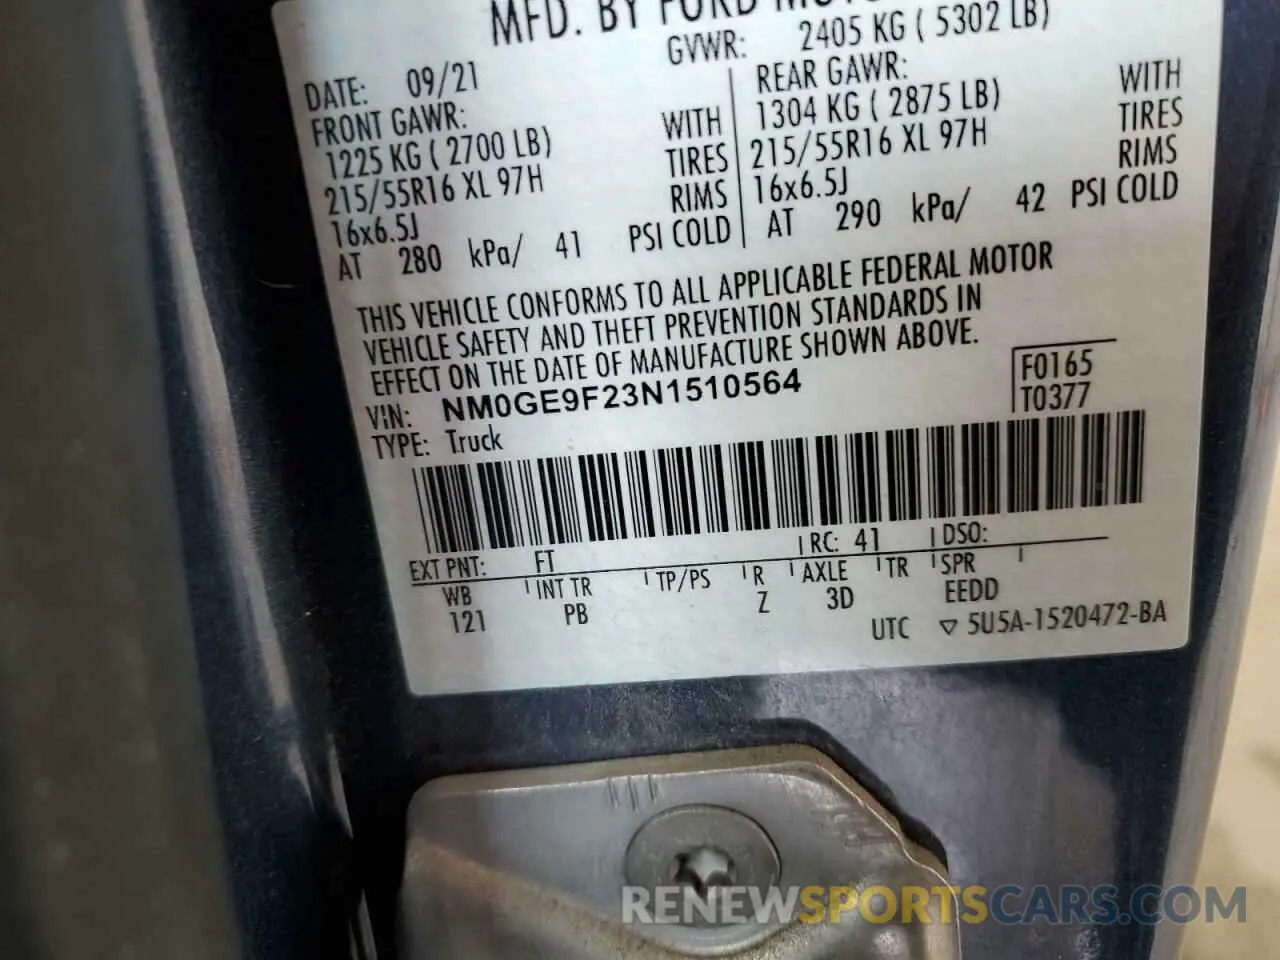 MFD. BY FORD MOTOR
GVWR: 2405 KG ( 5302 LB)
DATE: 09/21
FRONT GAWR:
1225 KG ( 2700 LB) WITH
215/55R16 XL 97H TIRES
16x6.5J RIMS
AT 280 kPa/ 41 PSI COLD
REAR GAWR:
1304 KG ( 2875 LB) WITH
215/55R16 XL 97H TIRES
16x6.5J RIMS
AT 290 kPa/ 42 PSI COLD
THIS VEHICLE CONFORMS TO ALL APPLICABLE FEDERAL MOTOR
VEHICLE SAFETY AND THEFT PREVENTION STANDARDS IN
EFFECT ON THE DATE OF MANUFACTURE SHOWN ABOVE.
VIN: NM0GE9F23N1510564
TYPE: Truck
F0165
T0377
EXT PNT: FT RC: 41 DSO:
WB INT TR TP/PS R AXLE TR SPR
121 PB Z 3D EEDD
UTC ▽ 5U5A-1520472-BA
RENEWSPORTSCARS.COM